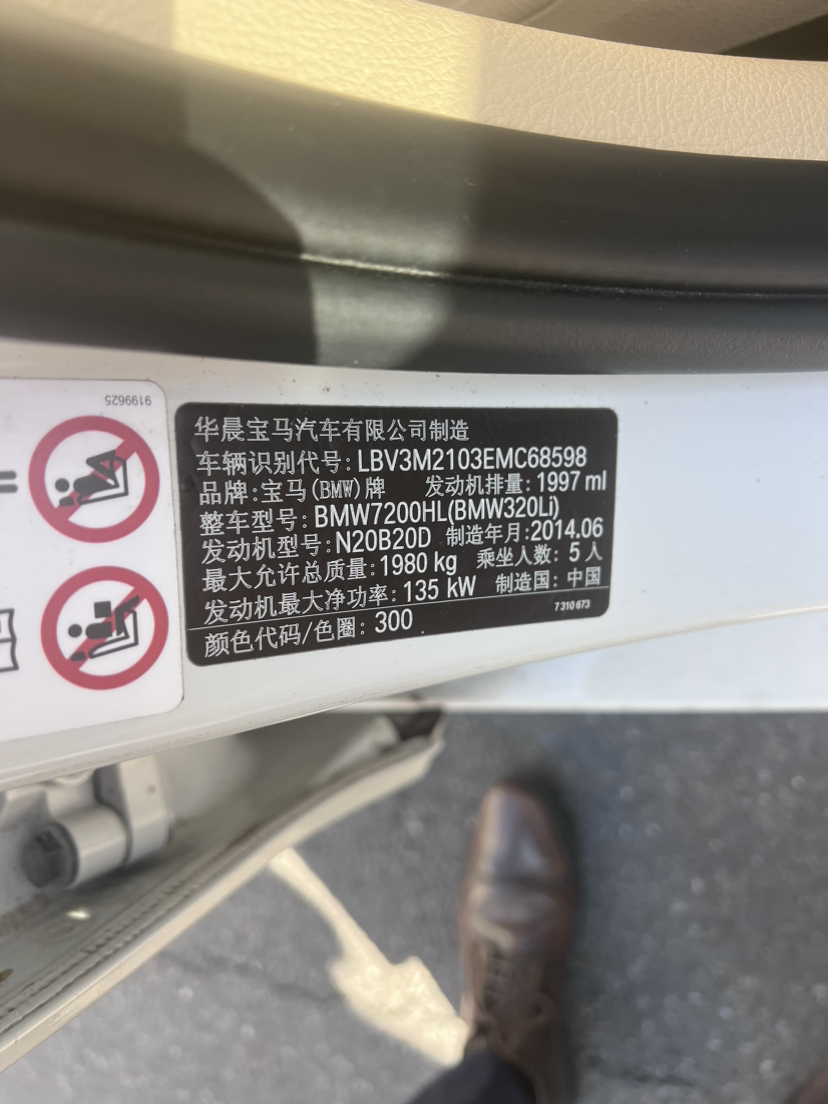 9199625
华晨宝马汽车有限公司制造
车辆识别代号: LBV3M2103EMC68598
品牌: 宝马(BMW)牌 发动机排量: 1997 ml
整车型号: BMW7200HL(BMW320Li)
发动机型号: N20B20D 制造年月: 2014.06
最大允许总质量: 1980 kg 乘坐人数: 5 人
发动机最大净功率: 135 kW 制造国: 中国
颜色代码/色圈: 300 7 310 673